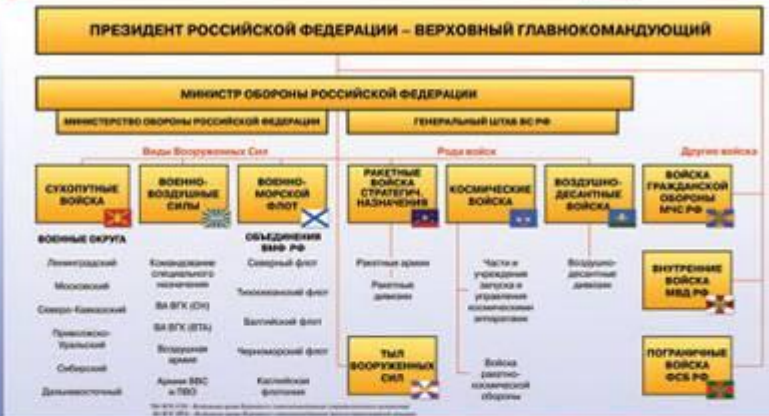 ПРЕЗИДЕНТ РОССИЙСКОЙ ФЕДЕРАЦИИ – ВЕРХОВНЫЙ ГЛАВНОКОМАНДУЮЩИЙ
МИНИСТР ОБОРОНЫ РОССИЙСКОЙ ФЕДЕРАЦИИ
МИНИСТЕРСТВО ОБОРОНЫ РОССИЙСКОЙ ФЕДЕРАЦИИ
ГЕНЕРАЛЬНЫЙ ШТАБ ВС РФ
Виды Вооруженных Сил
Рода войск
Другие войска
СУХОПУТНЫЕ
ВОЙСКА
ВОЕННЫЕ ОКРУГА
Ленинградский
Московский
Северо-Кавказский
Приволжско-
Уральский
Сибирский
Дальневосточный
ВОЕННО-
ВОЗДУШНЫЕ
СИЛЫ
Командование
специального
назначения
ВА ВГК (СН)
ВА ВГК (ВТА)
Воздушная
армия
Армии ВВС
и ПВО
ВОЕННО-
МОРСКОЙ
ФЛОТ
ОБЪЕДИНЕНИЯ
ВМФ РФ
Северный флот
Тихоокеанский флот
Балтийский флот
Черноморский флот
Каспийская
флотилия
РАКЕТНЫЕ
ВОЙСКА
СТРАТЕГИЧ.
НАЗНАЧЕНИЯ
Ракетные армии
Ракетные
дивизии
ТЫЛ
ВООРУЖЕННЫХ
СИЛ
КОСМИЧЕСКИЕ
ВОЙСКА
Части и
учреждения
запуска и
управления
космическими
аппаратами
Войска
ракетно-
космической
обороны
ВОЗДУШНО-
ДЕСАНТНЫЕ
ВОЙСКА
Воздушно-
десантные
дивизии
ВОЙСКА
ГРАЖДАНСКОЙ
ОБОРОНЫ
МЧС РФ
ВНУТРЕННИЕ
ВОЙСКА
МВД РФ
ПОГРАНИЧНЫЕ
ВОЙСКА
ФСБ РФ